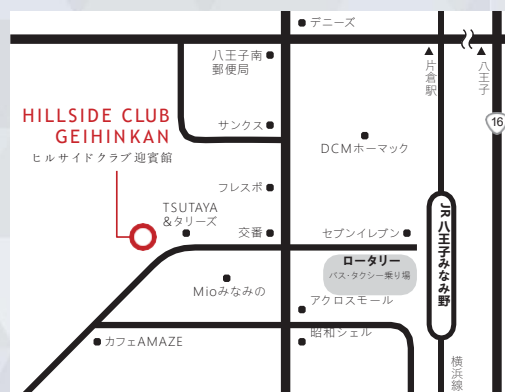 デニーズ
八王子南
郵便局
片倉駅
八王子
HILLSIDE CLUB
GEIHINKAN
ヒルサイドクラブ迎賓館
サンクス
16
DCMホーマック
フレスポ
TSUTAYA
&タリーズ
交番
セブンイレブン
JR 八王子みなみ野
ロータリー
バス・タクシー乗り場
Mioみなみの
アクロスモール
昭和シェル
カフェAMAZE
横浜線